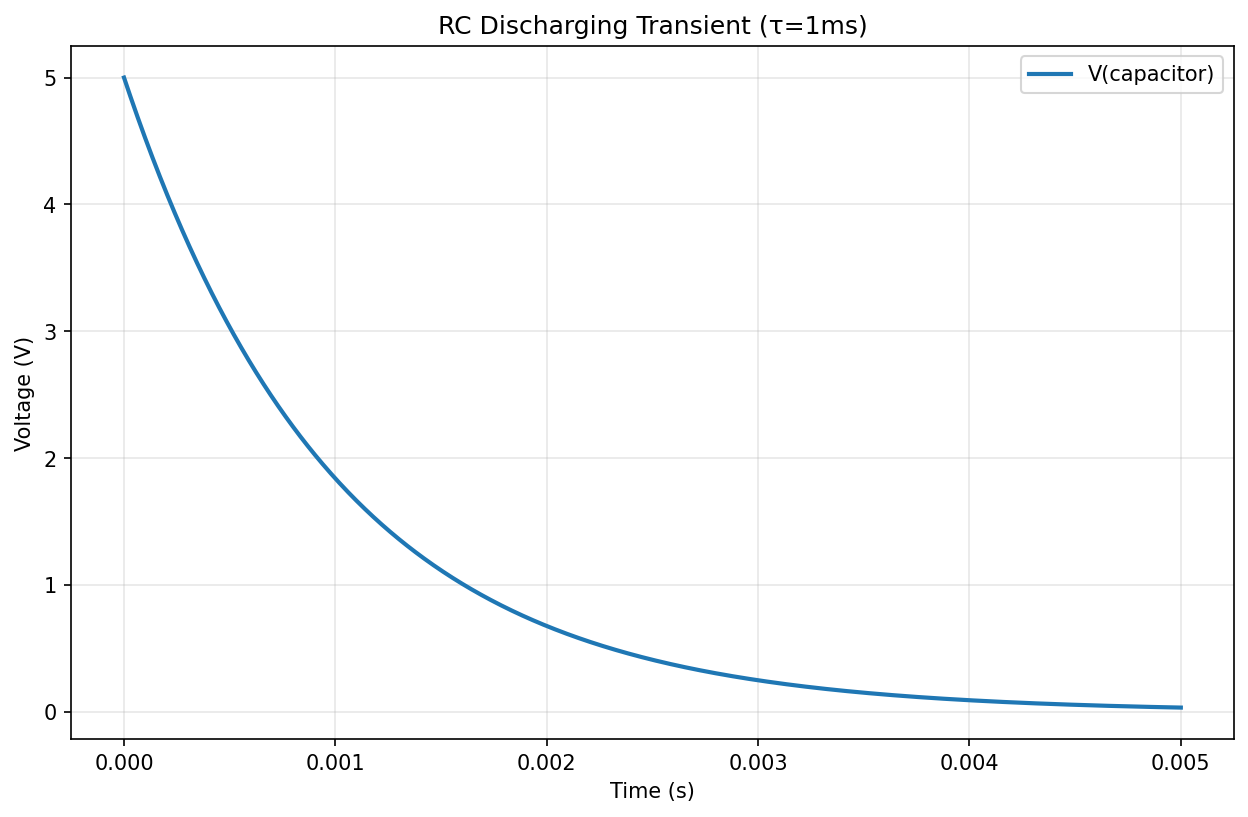 RC Discharging Transient (τ=1ms)
V(capacitor)
Voltage (V)
5
4
3
2
1
0
0.000 0.001 0.002 0.003 0.004 0.005
Time (s)